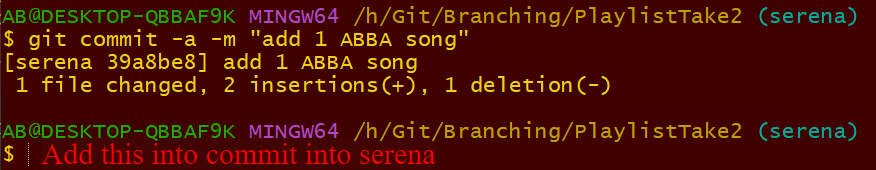 AB@DESKTOP-QBBAF9K MINGW64 /h/Git/Branching/PlaylistTake2 (serena)
$ git commit -a -m "add 1 ABBA song"
[serena 39a8be8] add 1 ABBA song
 1 file changed, 2 insertions(+), 1 deletion(-)
AB@DESKTOP-QBBAF9K MINGW64 /h/Git/Branching/PlaylistTake2 (serena)
$ Add this into commit into serena